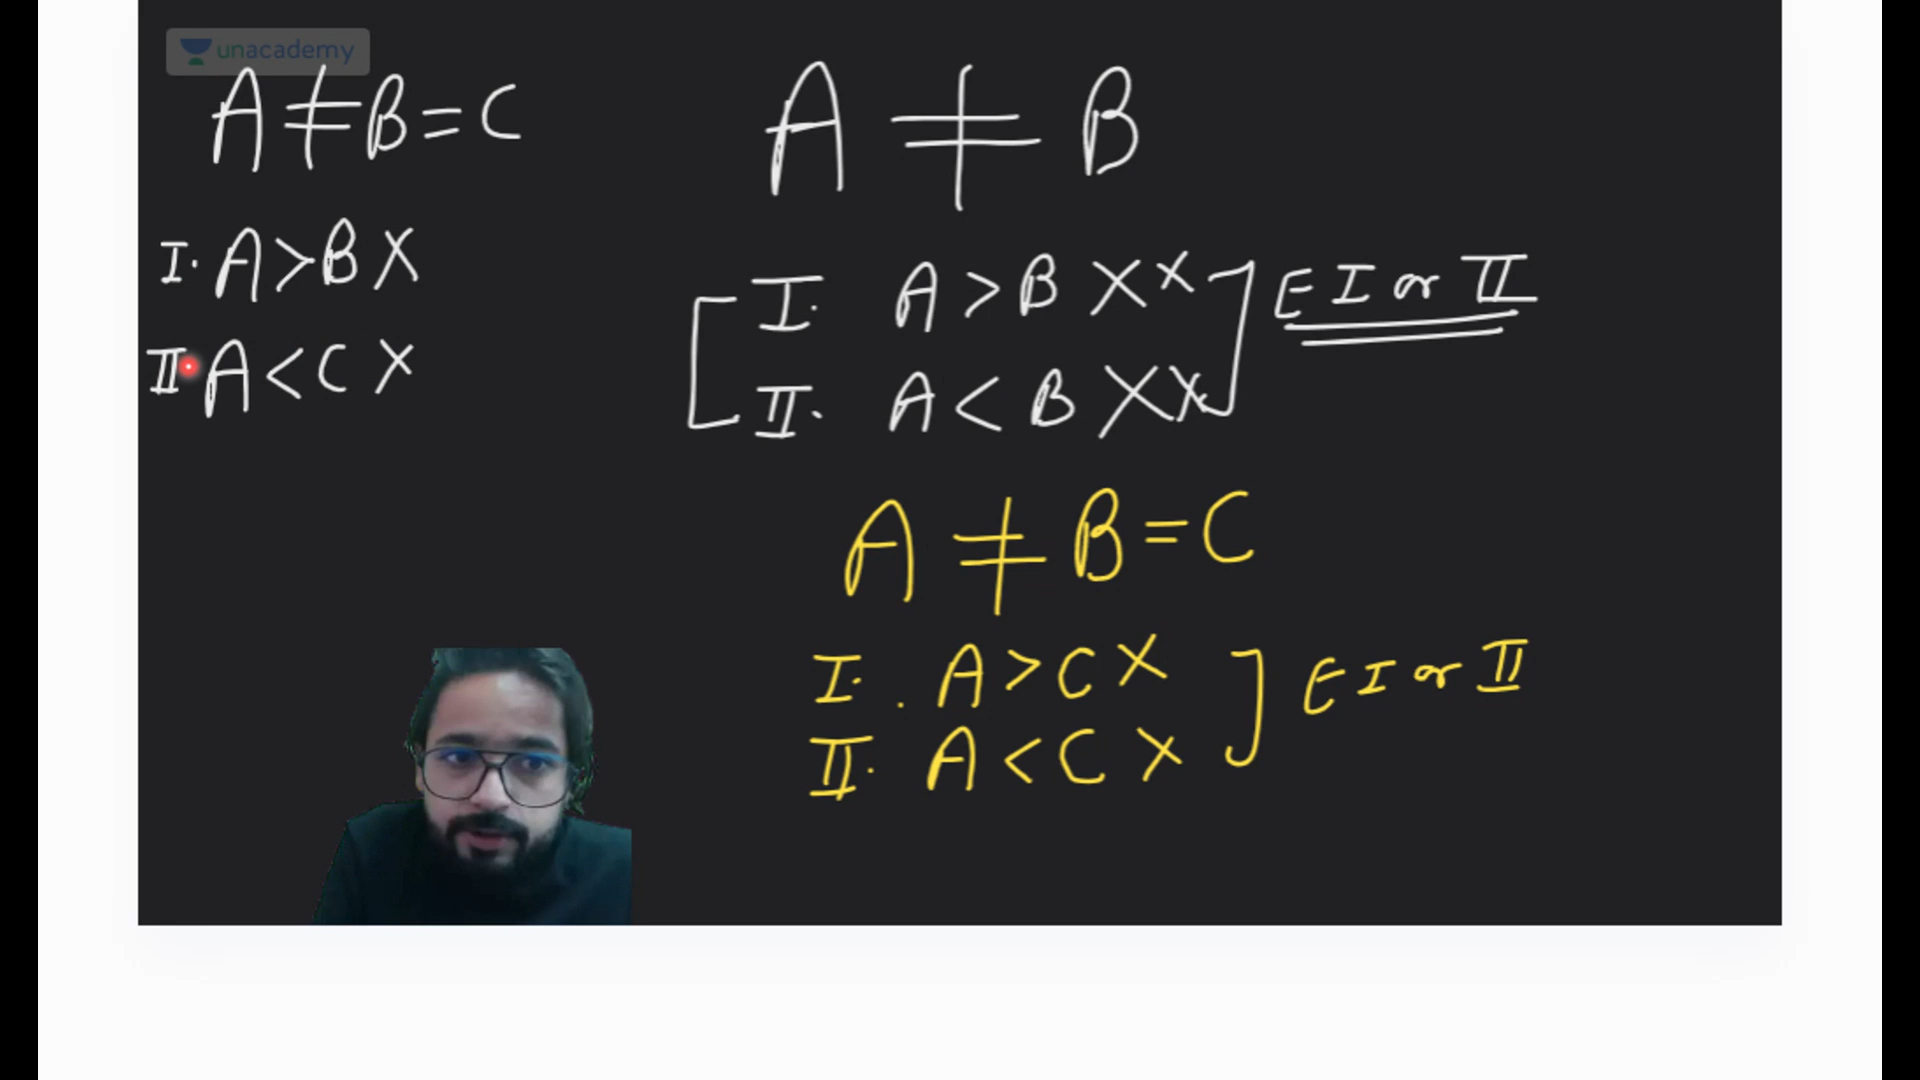 unacademy
A ≠ B = C
I. A > B X
II. A < C X
A ≠ B
I. A > B X X
II. A < B X X
E I or II
A ≠ B = C
I. A > C X
II. A < C X
E I or II